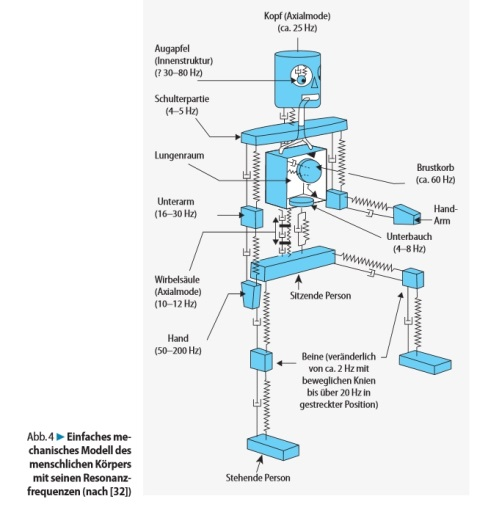 Kopf (Axialmode)
(ca. 25 Hz)
Augapfel
(Innenstruktur)
(? 30–80 Hz)
Schulterpartie
(4–5 Hz)
Lungenraum
Brustkorb
(ca. 60 Hz)
Unterarm
(16–30 Hz)
Hand-
Arm
Unterbauch
(4–8 Hz)
Wirbelsäule
(Axialmode)
(10–12 Hz)
Sitzende Person
Hand
(50–200 Hz)
Beine (veränderlich
von ca. 2 Hz mit
beweglichen Knien
bis über 20 Hz in
gestreckter Position)
Stehende Person
Abb. 4 ▶ Einfaches me-
chanisches Modell des
menschlichen Körpers
mit seinen Resonanz-
frequenzen (nach [32])